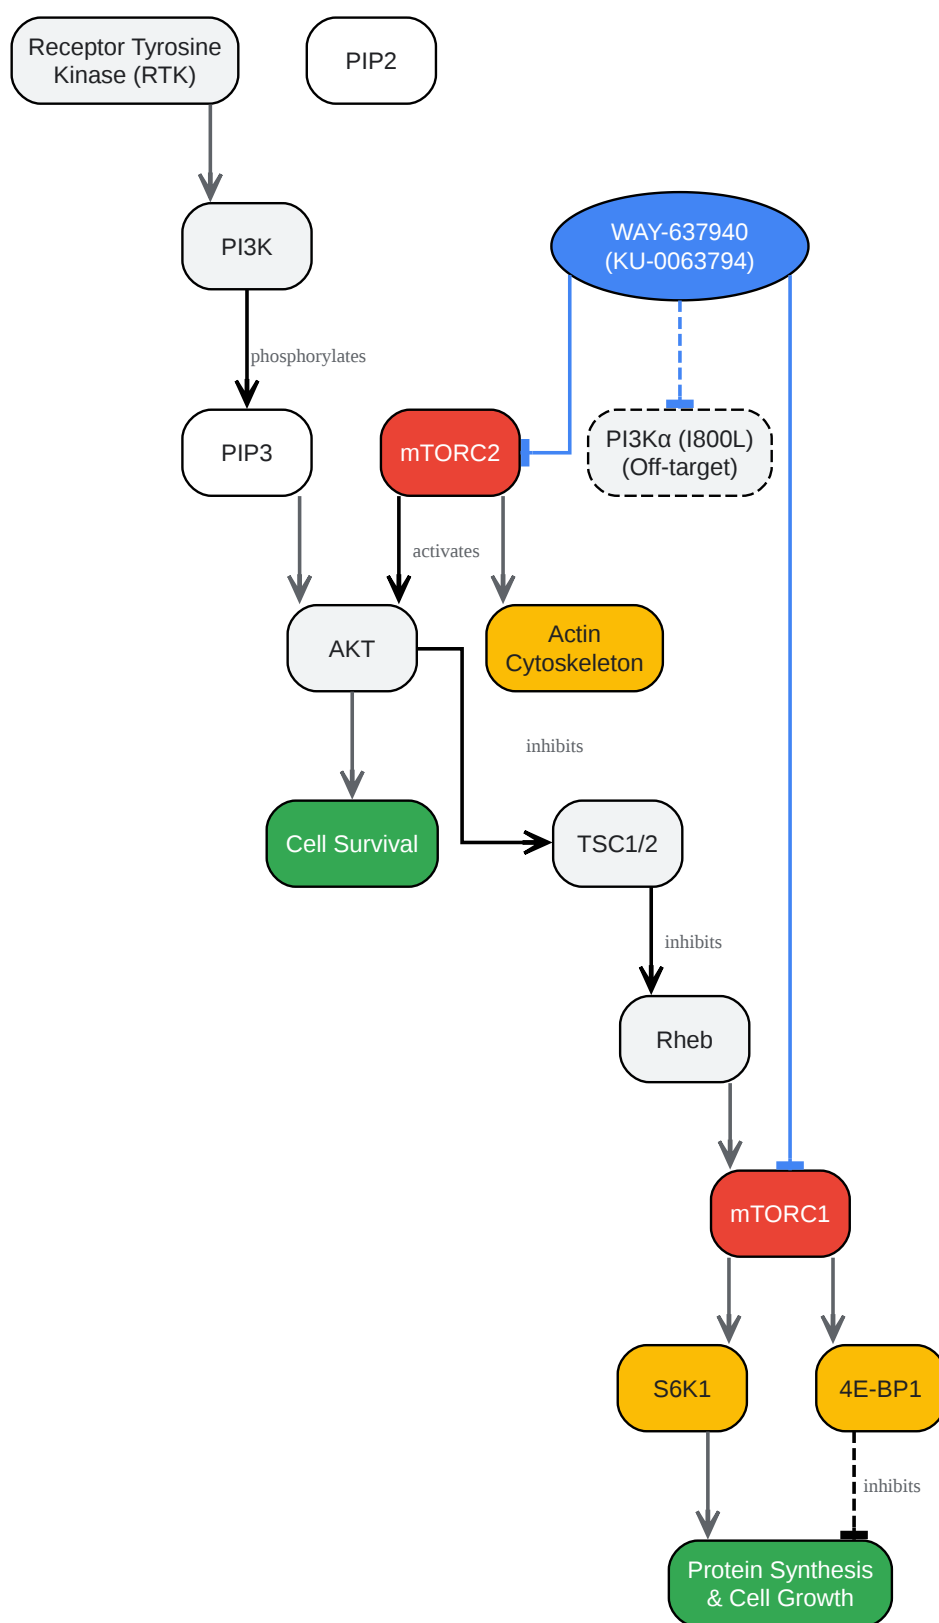 Receptor Tyrosine
Kinase (RTK)
PIP2
PI3K
WAY-637940
(KU-0063794)
phosphorylates
PIP3
mTORC2
PI3Kα (I800L)
(Off-target)
activates
AKT
Actin
Cytoskeleton
inhibits
Cell Survival
TSC1/2
inhibits
Rheb
mTORC1
S6K1
4E-BP1
inhibits
Protein Synthesis
& Cell Growth